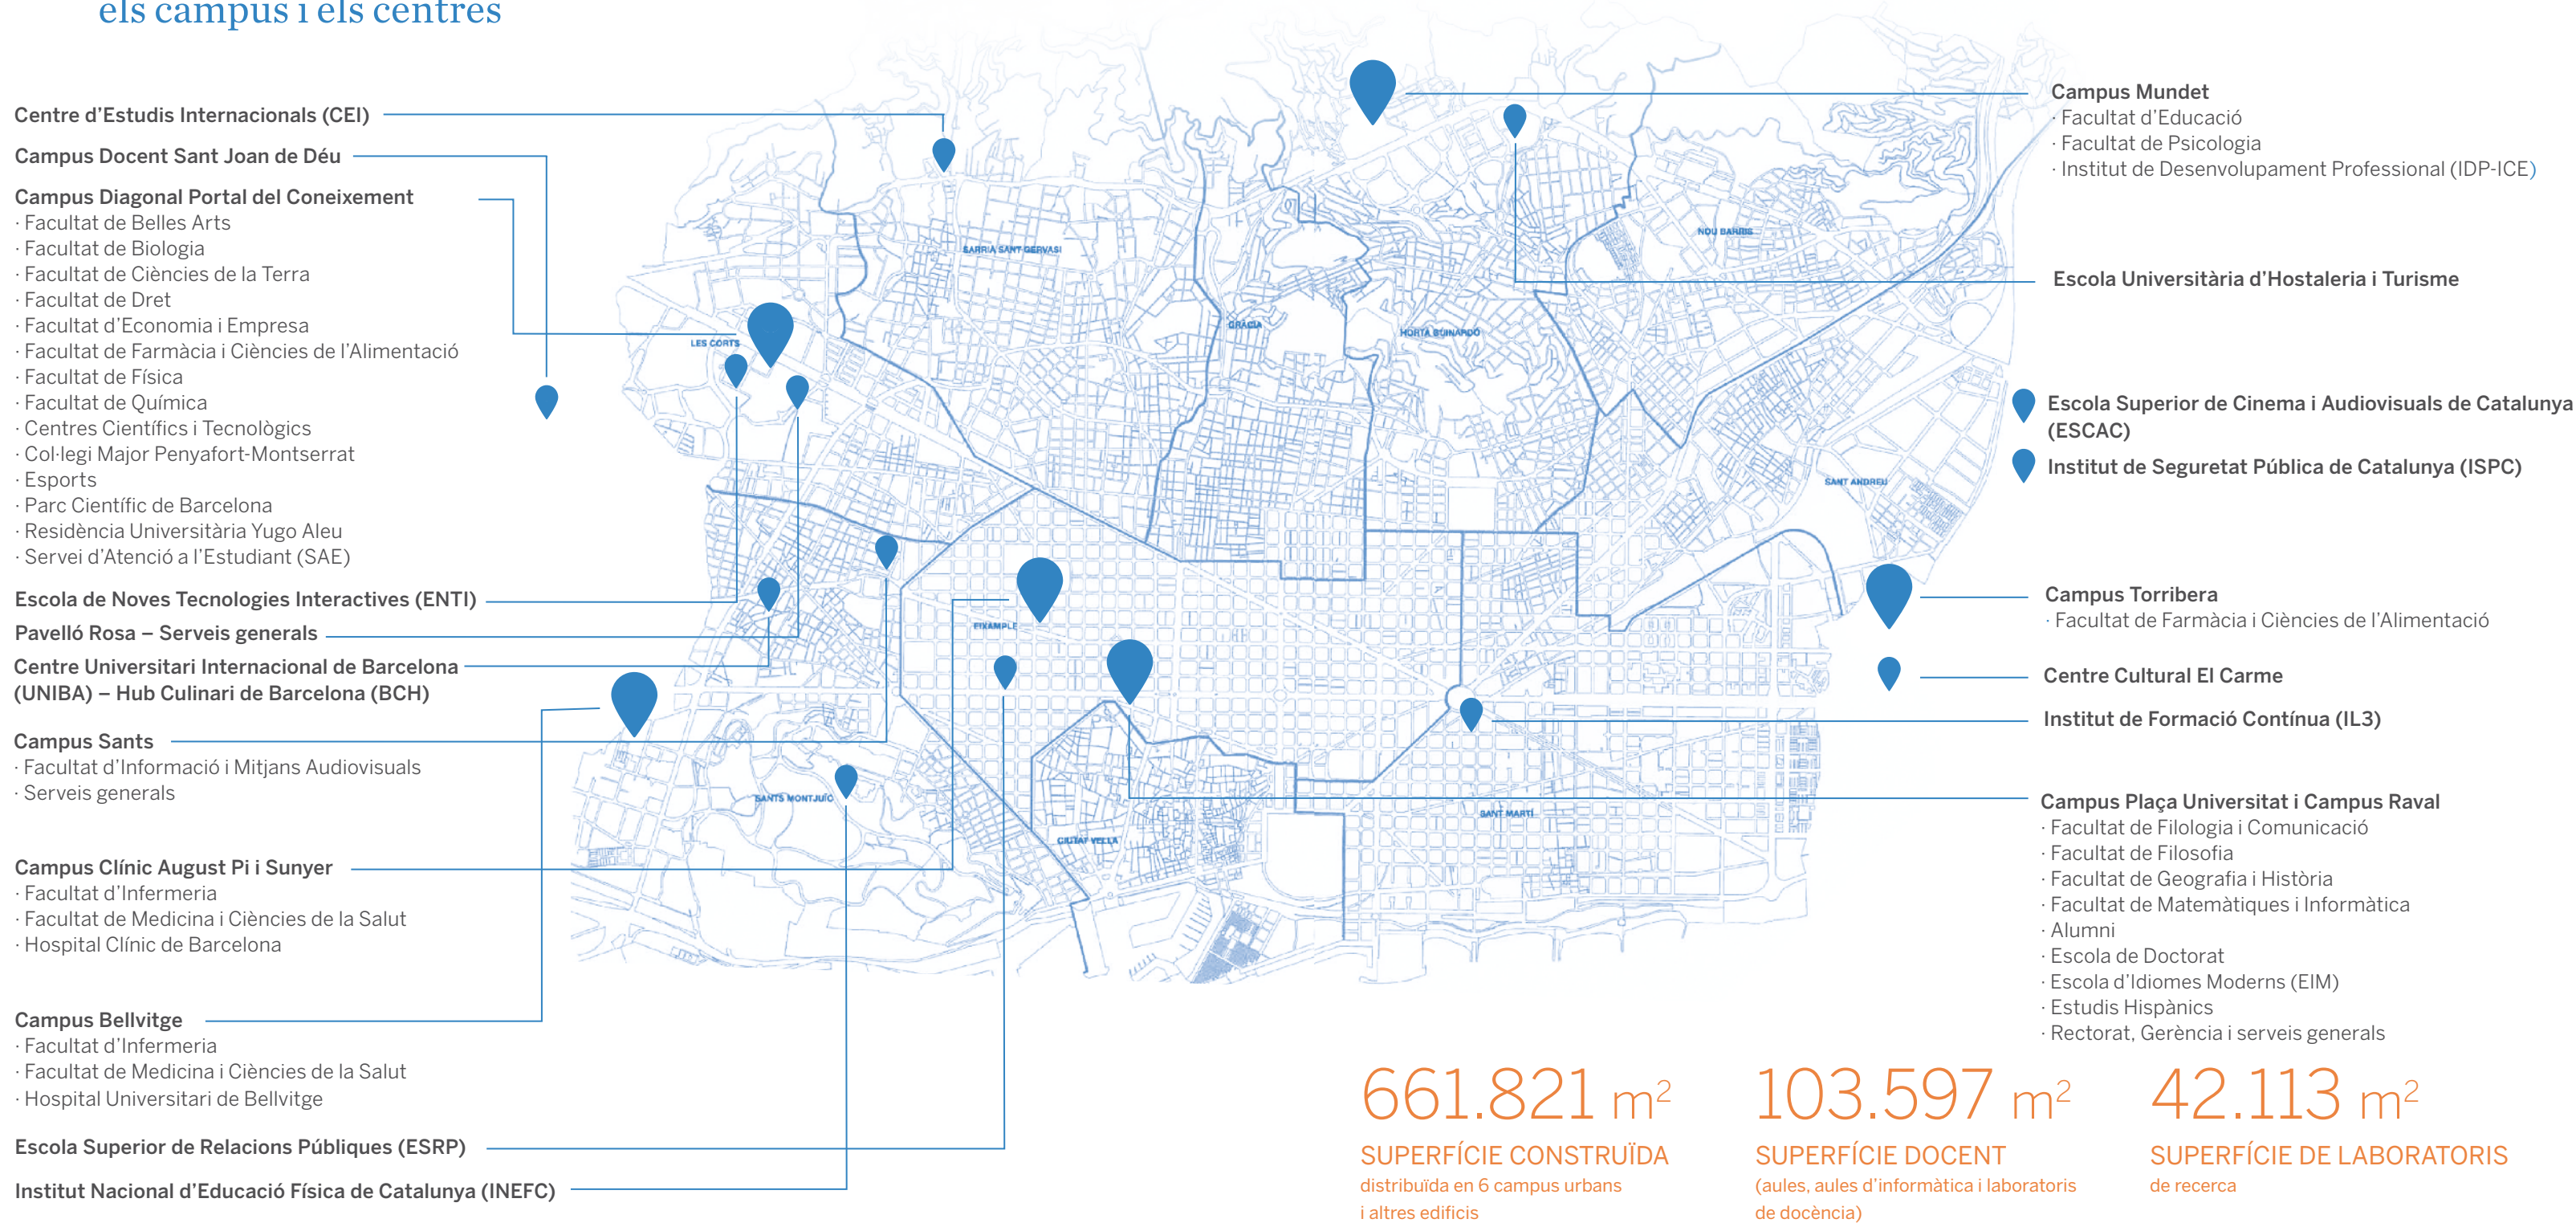 els campus i els centres
Centre d’Estudis Internacionals (CEI)
Campus Docent Sant Joan de Déu
Campus Diagonal Portal del Coneixement
· Facultat de Belles Arts
· Facultat de Biologia
· Facultat de Ciències de la Terra
· Facultat de Dret
· Facultat d’Economia i Empresa
· Facultat de Farmàcia i Ciències de l’Alimentació
· Facultat de Física
· Facultat de Química
· Centres Científics i Tecnològics
· Col·legi Major Penyafort-Montserrat
· Esports
· Parc Científic de Barcelona
· Residència Universitària Yugo Aleu
· Servei d’Atenció a l’Estudiant (SAE)
Escola de Noves Tecnologies Interactives (ENTI)
Pavelló Rosa – Serveis generals
Centre Universitari Internacional de Barcelona
(UNIBA) – Hub Culinari de Barcelona (BCH)
Campus Sants
· Facultat d’Informació i Mitjans Audiovisuals
· Serveis generals
Campus Clínic August Pi i Sunyer
· Facultat d’Infermeria
· Facultat de Medicina i Ciències de la Salut
· Hospital Clínic de Barcelona
Campus Bellvitge
· Facultat d’Infermeria
· Facultat de Medicina i Ciències de la Salut
· Hospital Universitari de Bellvitge
Escola Superior de Relacions Públiques (ESRP)
Institut Nacional d’Educació Física de Catalunya (INEFC)
SARRIÀ SANT GERVASI
NOU BARRIS
GRÀCIA
HORTA GUINARDÓ
LES CORTS
SANT ANDREU
EIXAMPLE
SANTS MONTJUÏC
SANT MARTÍ
CIUTAT VELLA
Campus Mundet
· Facultat d’Educació
· Facultat de Psicologia
· Institut de Desenvolupament Professional (IDP-ICE)
Escola Universitària d’Hostaleria i Turisme
Escola Superior de Cinema i Audiovisuals de Catalunya
(ESCAC)
Institut de Seguretat Pública de Catalunya (ISPC)
Campus Torribera
· Facultat de Farmàcia i Ciències de l’Alimentació
Centre Cultural El Carme
Institut de Formació Contínua (IL3)
Campus Plaça Universitat i Campus Raval
· Facultat de Filologia i Comunicació
· Facultat de Filosofia
· Facultat de Geografia i Història
· Facultat de Matemàtiques i Informàtica
· Alumni
· Escola de Doctorat
· Escola d’Idiomes Moderns (EIM)
· Estudis Hispànics
· Rectorat, Gerència i serveis generals
661.821 m²
SUPERFÍCIE CONSTRUÏDA
distribuïda en 6 campus urbans
i altres edificis
103.597 m²
SUPERFÍCIE DOCENT
(aules, aules d’informàtica i laboratoris
de docència)
42.113 m²
SUPERFÍCIE DE LABORATORIS
de recerca